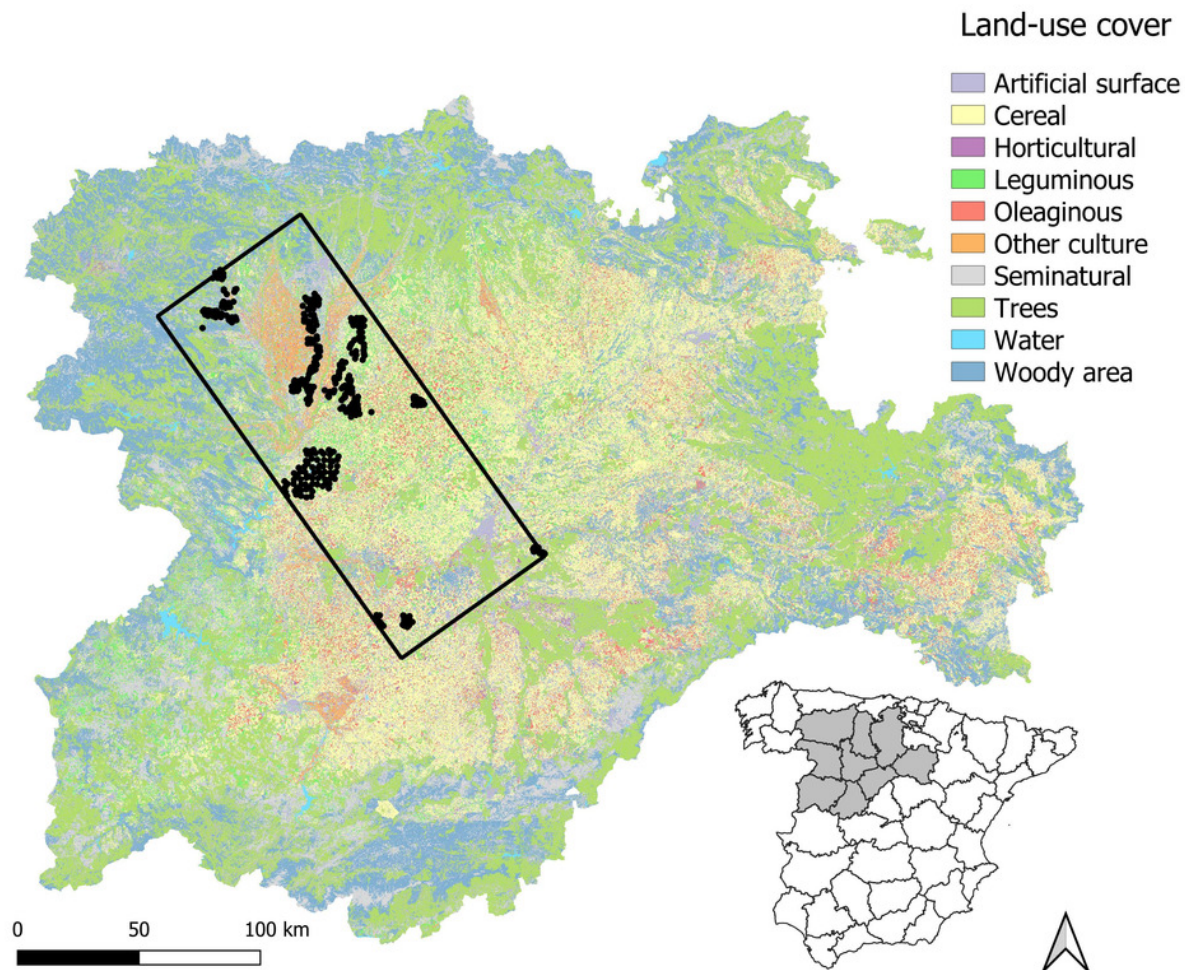 Land-use cover
Artificial surface
Cereal
Horticultural
Leguminous
Oleaginous
Other culture
Seminatural
Trees
Water
Woody area
0 50 100 km